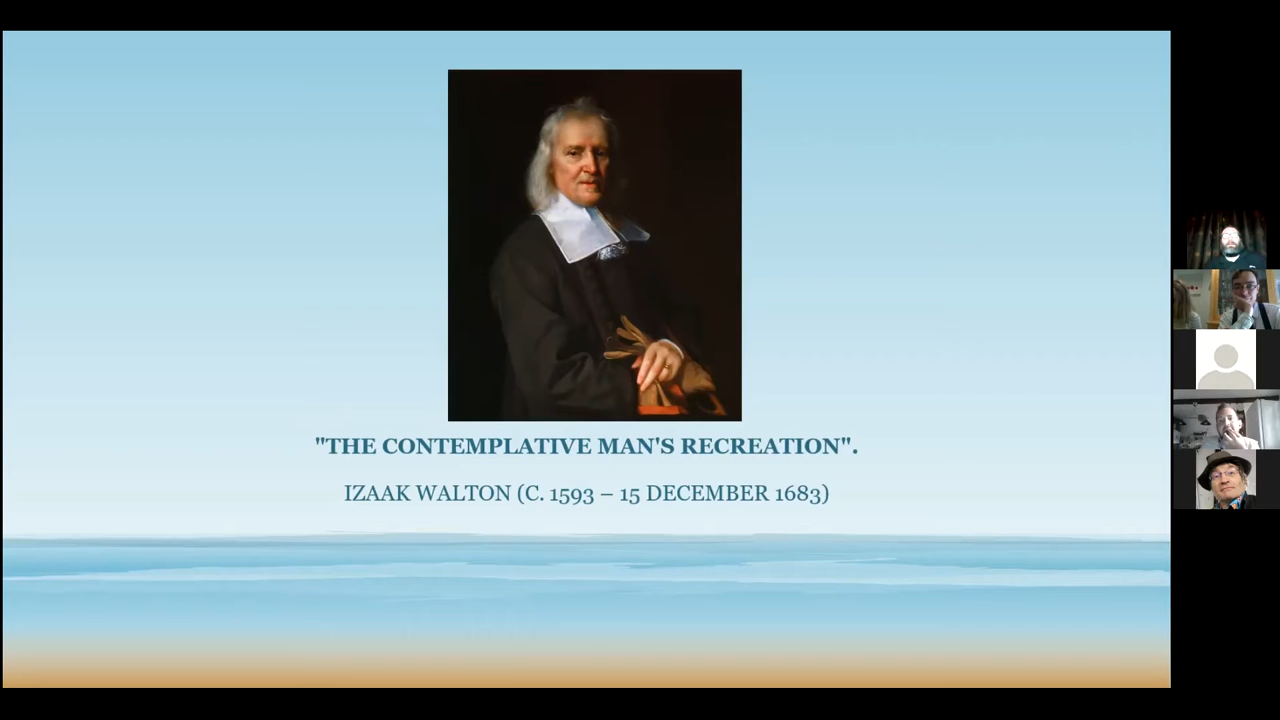 "THE CONTEMPLATIVE MAN'S RECREATION".
IZAAK WALTON (C. 1593 – 15 DECEMBER 1683)